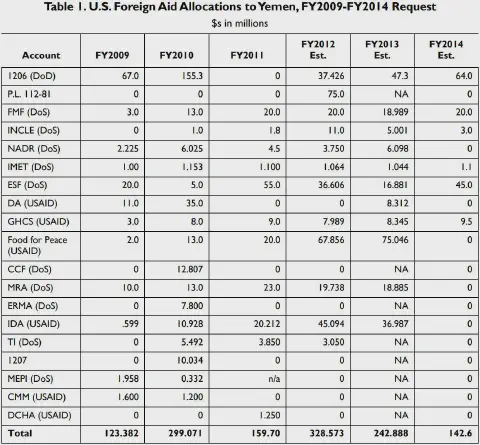 Table 1. U.S. Foreign Aid Allocations to Yemen, FY2009-FY2014 Request
$s in millions
Account FY2009 FY2010 FY2011 FY2012 Est. FY2013 Est. FY2014 Est.
1206 (DoD) 67.0 155.3 0 37.426 47.3 64.0
P.L. 112-81 0 0 0 75.0 NA 0
FMF (DoS) 3.0 13.0 20.0 20.0 18.989 20.0
INCLE (DoS) 0 1.0 1.8 11.0 5.001 3.0
NADR (DoS) 2.225 6.025 4.5 3.750 6.098 0
IMET (DoS) 1.00 1.153 1.100 1.064 1.044 1.1
ESF (DoS) 20.0 5.0 55.0 36.606 16.881 45.0
DA (USAID) 11.0 35.0 0 0 8.312 0
GHCS (USAID) 3.0 8.0 9.0 7.989 8.345 9.5
Food for Peace (USAID) 2.0 13.0 20.0 67.856 75.046 0
CCF (DoS) 0 12.807 0 0 NA 0
MRA (DoS) 10.0 13.0 23.0 19.738 18.885 0
ERMA (DoS) 0 7.800 0 0 NA 0
IDA (USAID) .599 10.928 20.212 45.094 36.987 0
TI (DoS) 0 5.492 3.850 3.050 NA 0
1207 0 10.034 0 0 NA 0
MEPI (DoS) 1.958 0.332 n/a 0 NA 0
CMM (USAID) 1.600 1.200 0 0 NA 0
DCHA (USAID) 0 0 1.250 0 NA 0
Total 123.382 299.071 159.70 328.573 242.888 142.6